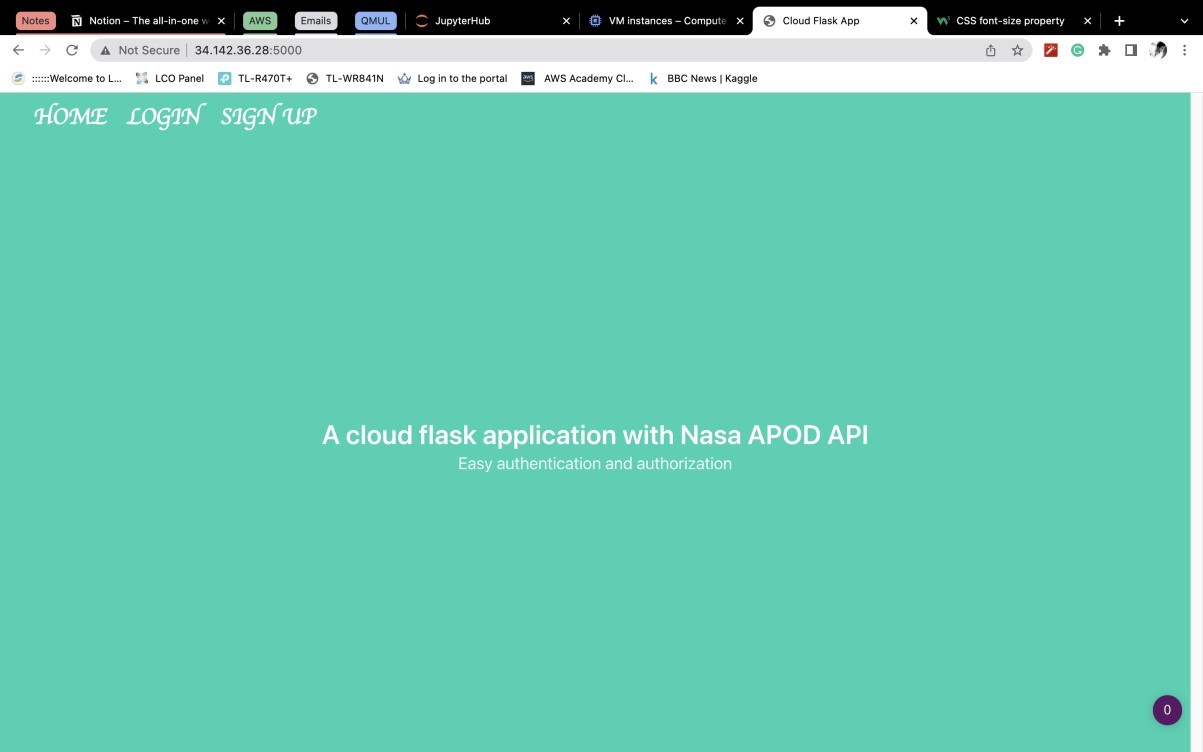 Notes Notion – The all-in-one w AWS Emails QMUL JupyterHub VM instances – Compute Cloud Flask App CSS font-size property
Not Secure 34.142.36.28:5000
::::::Welcome to L... LCO Panel TL-R470T+ TL-WR841N Log in to the portal aws AWS Academy Cl... k BBC News | Kaggle
HOME LOGIN SIGN UP
A cloud flask application with Nasa APOD API
Easy authentication and authorization
0